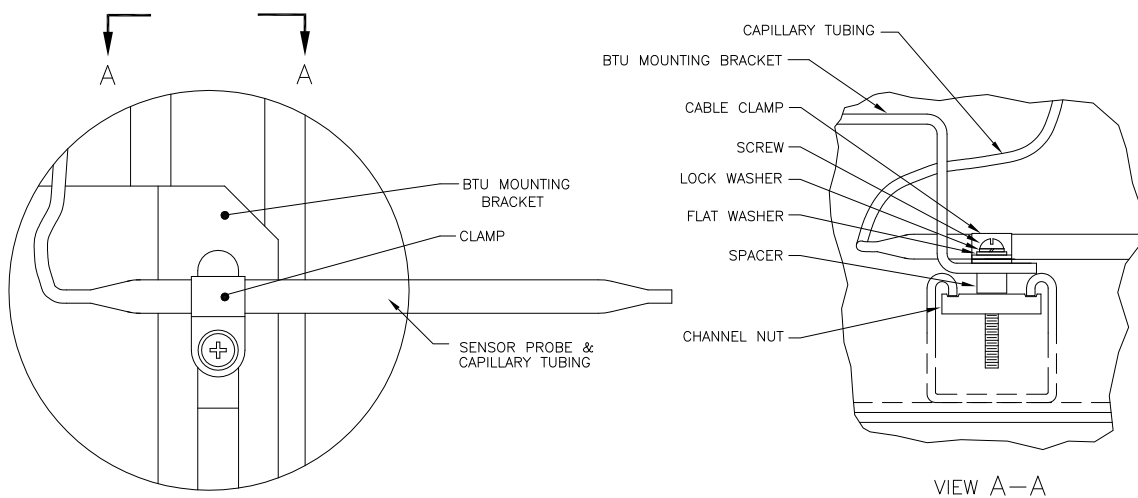 A
A
BTU MOUNTING
BRACKET
CLAMP
SENSOR PROBE &
CAPILLARY TUBING
CAPILLARY TUBING
BTU MOUNTING BRACKET
CABLE CLAMP
SCREW
LOCK WASHER
FLAT WASHER
SPACER
CHANNEL NUT
VIEW A-A